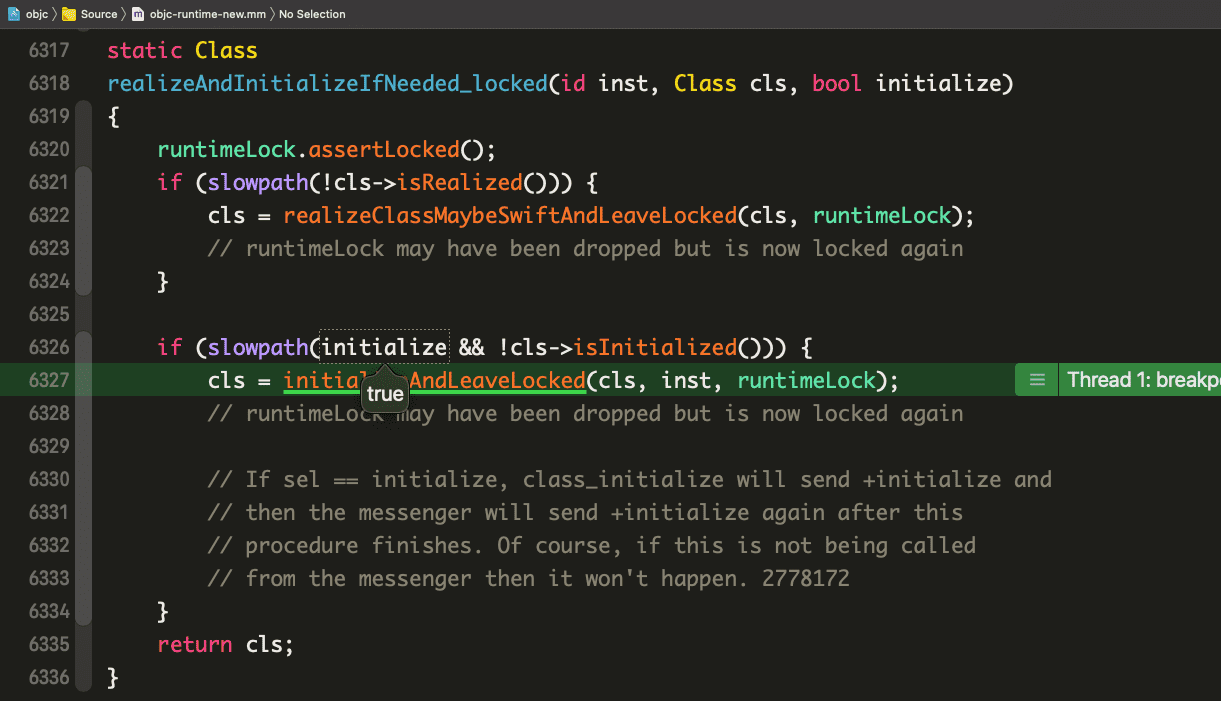 objc 〉 Source 〉 m objc-runtime-new.mm 〉 No Selection
6317 static Class
6318 realizeAndInitializeIfNeeded_locked(id inst, Class cls, bool initialize)
6319 {
6320     runtimeLock.assertLocked();
6321     if (slowpath(!cls->isRealized())) {
6322         cls = realizeClassMaybeSwiftAndLeaveLocked(cls, runtimeLock);
6323         // runtimeLock may have been dropped but is now locked again
6324     }
6325
6326     if (slowpath(initialize && !cls->isInitialized())) {
6327         cls = initial AndLeaveLocked(cls, inst, runtimeLock); Thread 1: breakp
true
6328         // runtimeLock may have been dropped but is now locked again
6329
6330         // If sel == initialize, class_initialize will send +initialize and
6331         // then the messenger will send +initialize again after this
6332         // procedure finishes. Of course, if this is not being called
6333         // from the messenger then it won't happen. 2778172
6334     }
6335     return cls;
6336 }